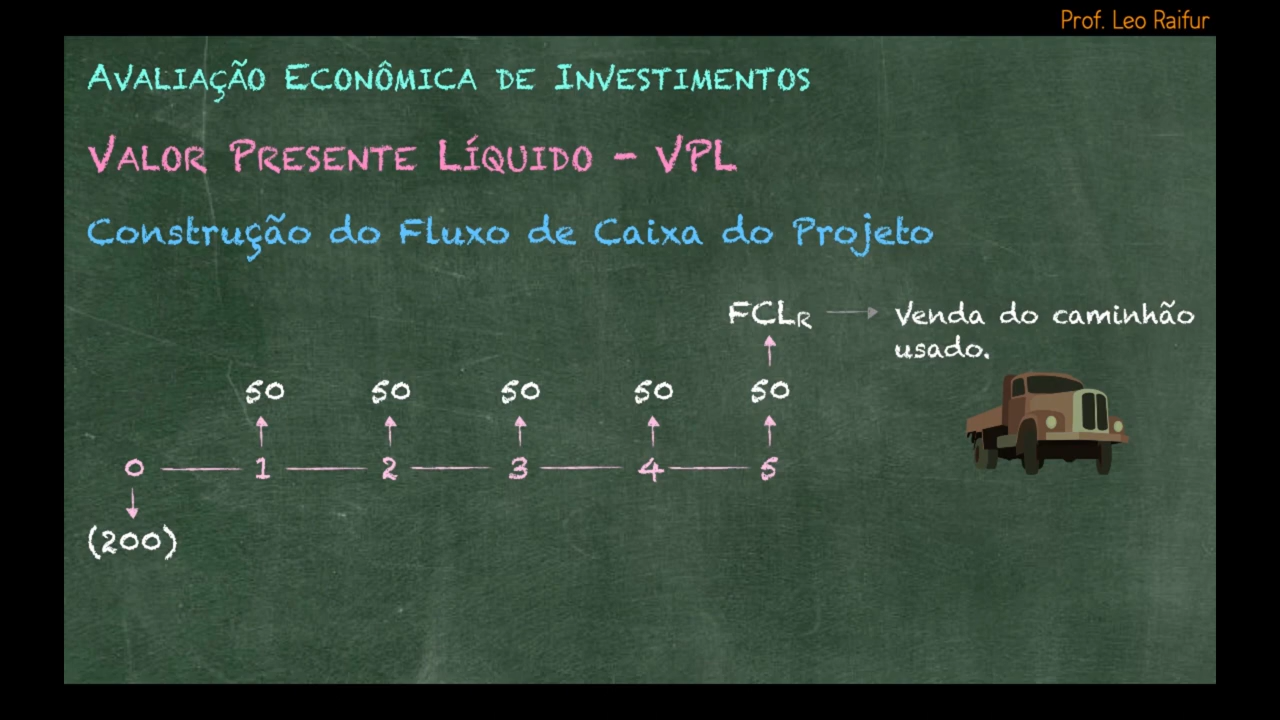 Prof. Leo Raifur
Avaliação Econômica de Investimentos
Valor Presente Líquido - VPL
Construção do Fluxo de Caixa do Projeto
FCLR Venda do caminhão
usado.
50 50 50 50 50
0 1 2 3 4 5
(200)